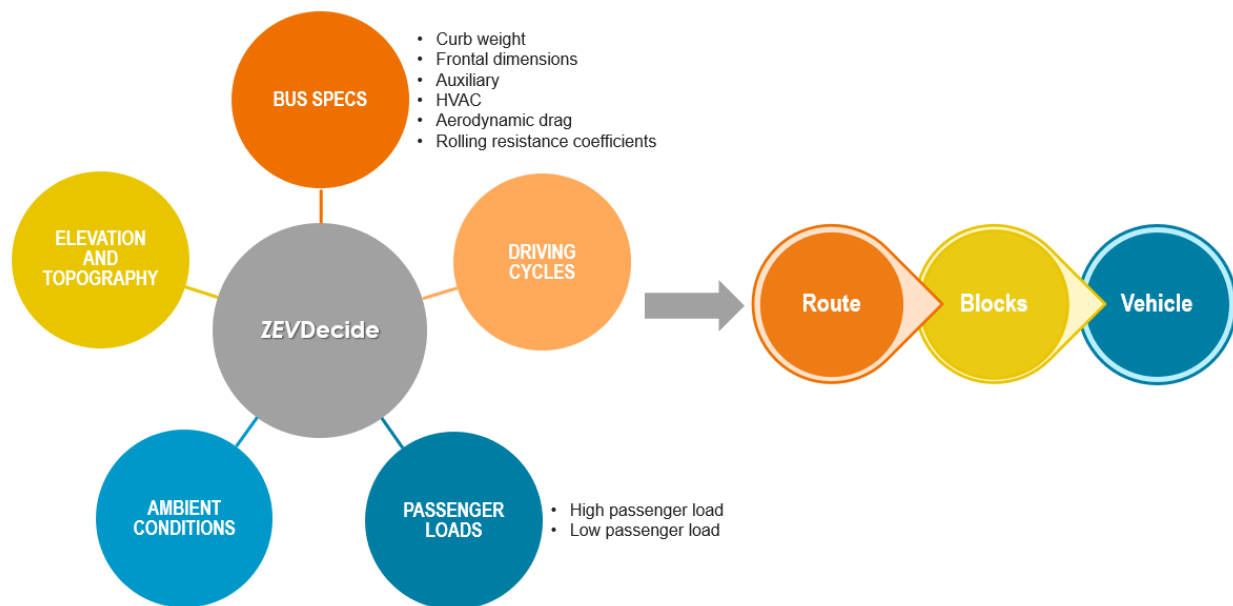 BUS SPECS
• Curb weight
• Frontal dimensions
• Auxiliary
• HVAC
• Aerodynamic drag
• Rolling resistance coefficients
ELEVATION
AND
TOPOGRAPHY
DRIVING
CYCLES
ZEVDecide
Route
Blocks
Vehicle
AMBIENT
CONDITIONS
PASSENGER
LOADS
• High passenger load
• Low passenger load